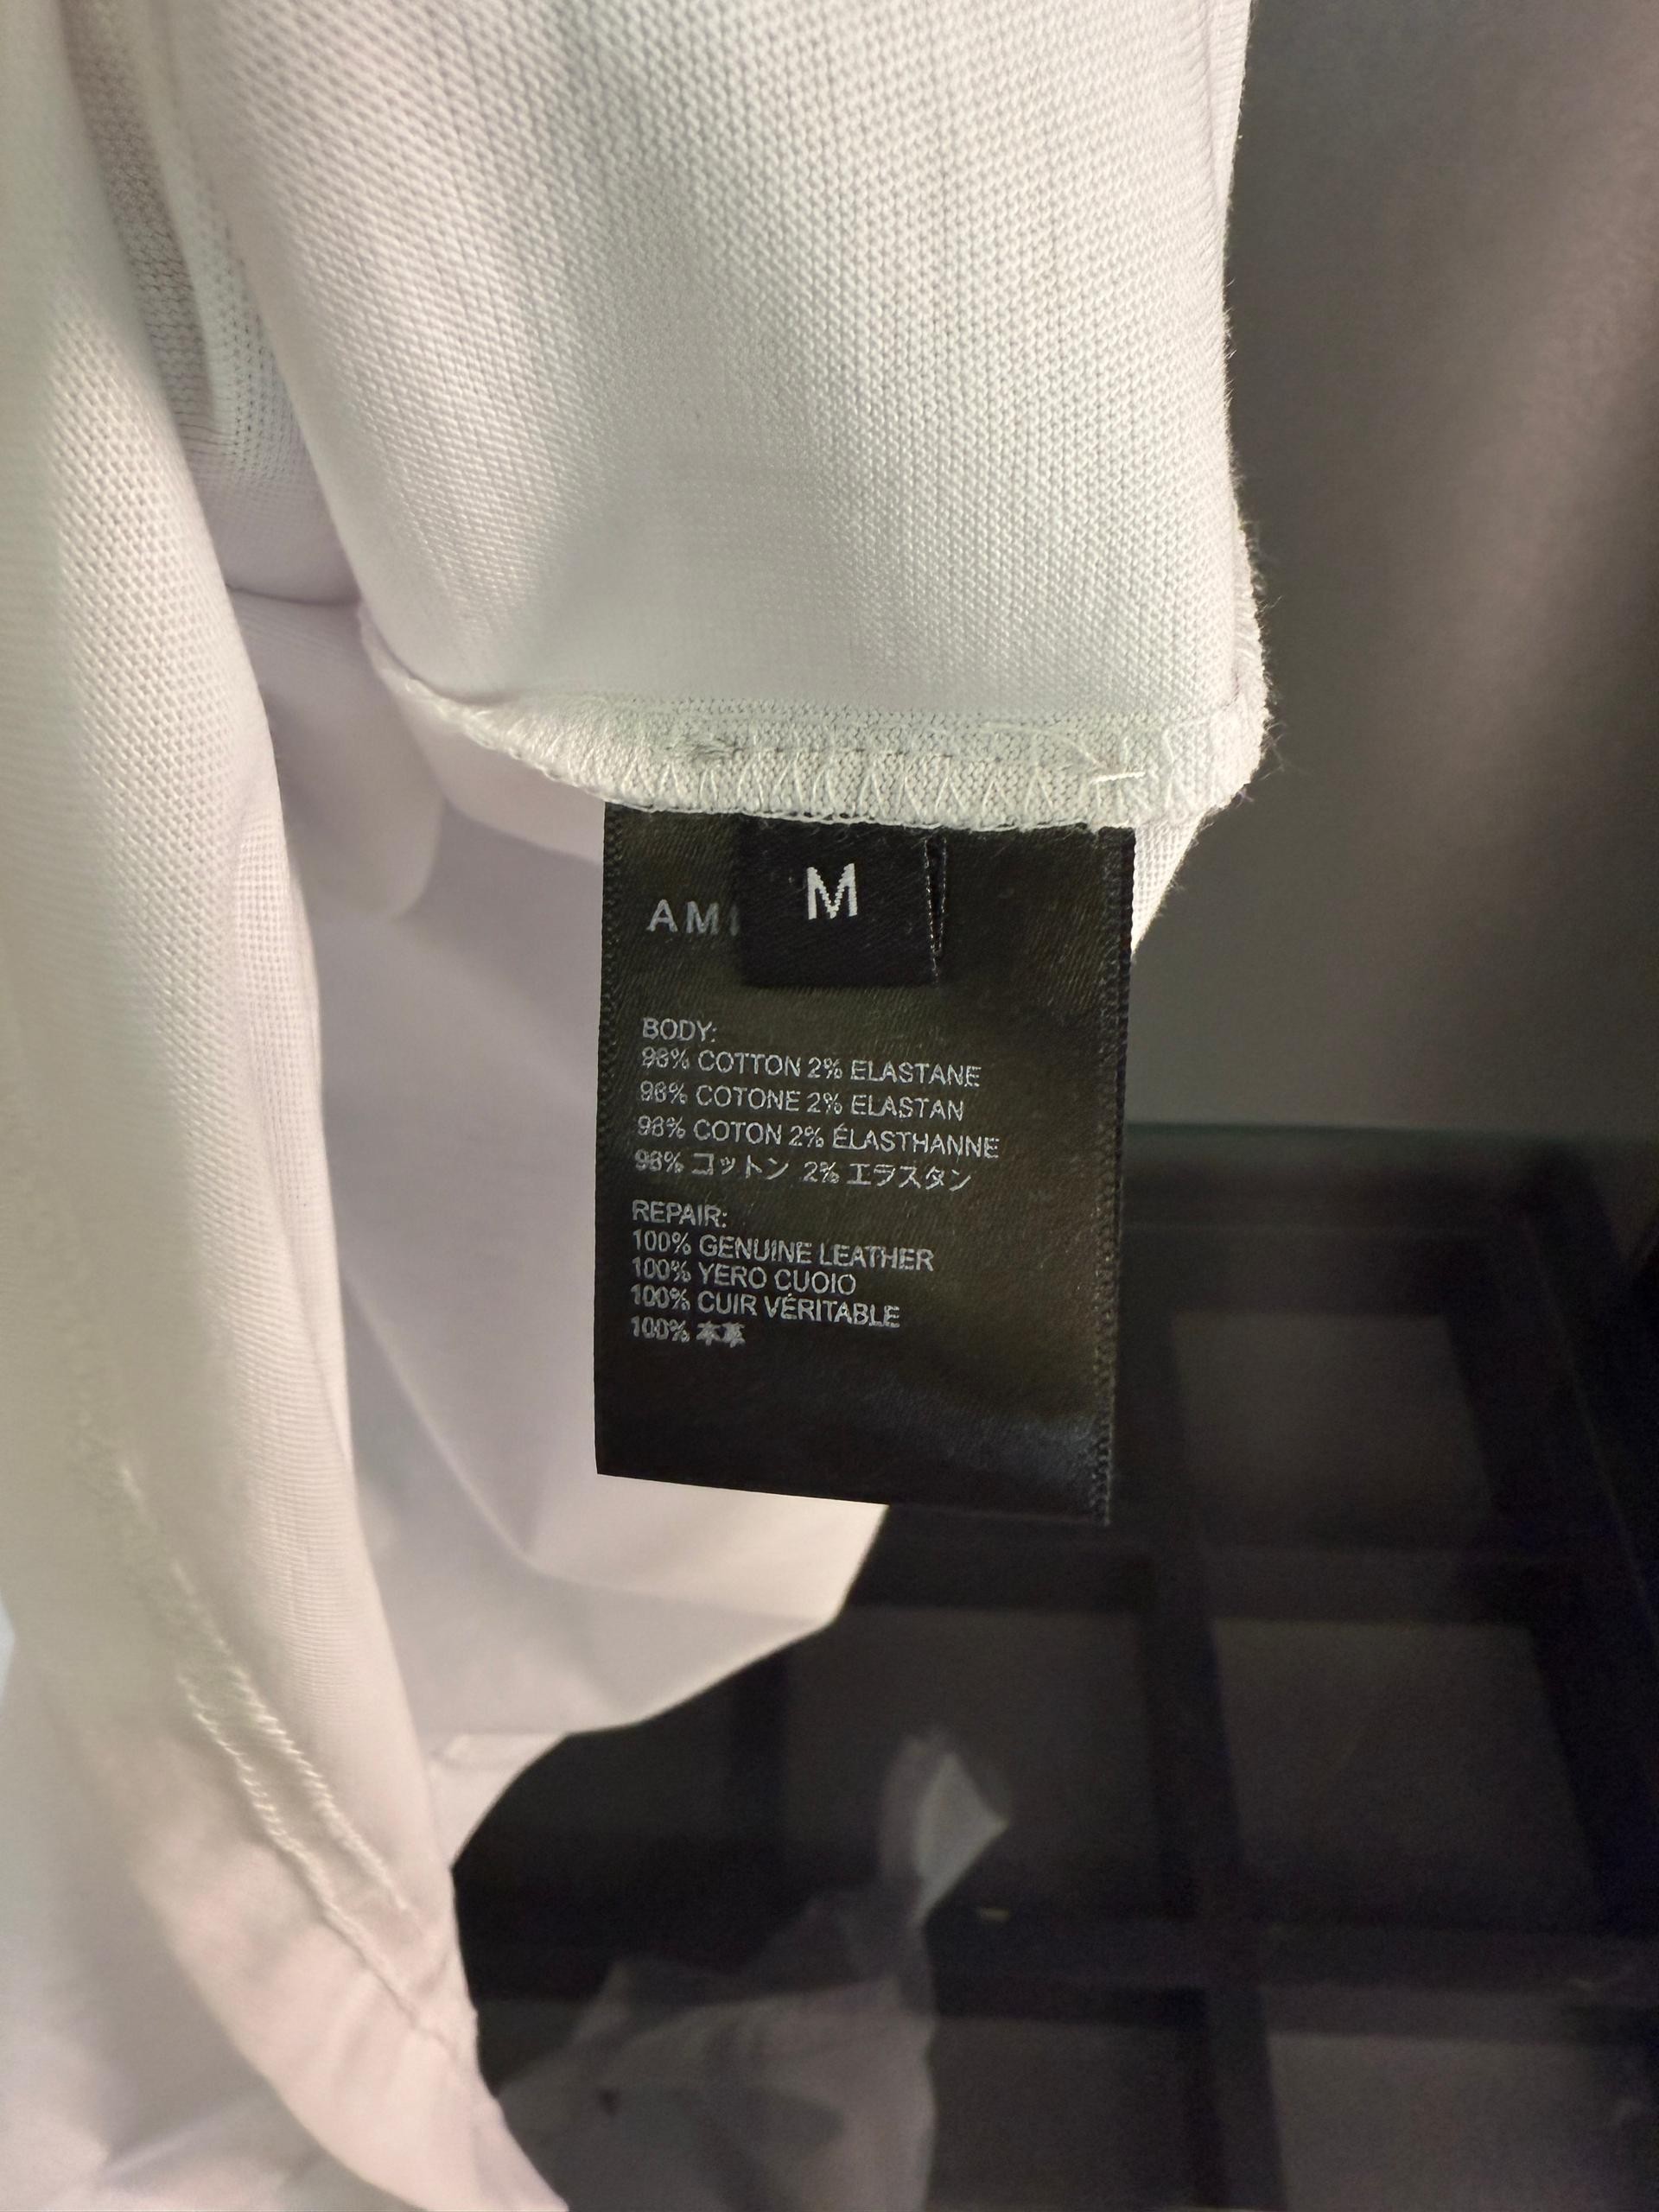 M
AMI
BODY:
98% COTTON 2% ELASTANE
98% COTONE 2% ELASTAN
98% COTON 2% ÉLASTHANNE
98% コットン 2% エラスタン
REPAIR:
100% GENUINE LEATHER
100% YERO CUOIO
100% CUIR VÉRITABLE
100% 本革